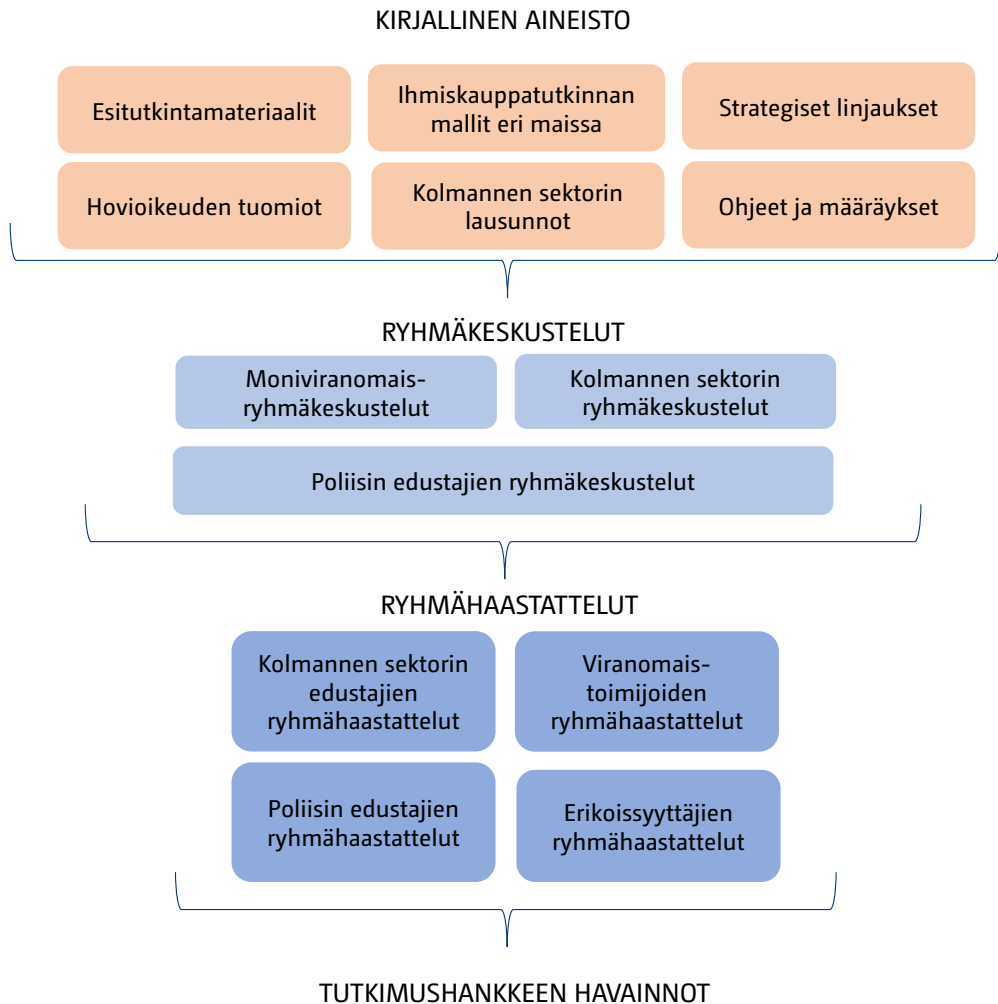 KIRJALLINEN AINEISTO
Esitutkintamateriaalit
Ihmiskauppatutkinnan
mallit eri maissa
Strategiset linjaukset
Hovioikeuden tuomiot
Kolmannen sektorin
lausunnot
Ohjeet ja määräykset
RYHMÄKESKUSTELUT
Moniviranomais-
ryhmäkeskustelut
Kolmannen sektorin
ryhmäkeskustelut
Poliisin edustajien ryhmäkeskustelut
RYHMÄHAASTATTELUT
Kolmannen sektorin
edustajien
ryhmähaastattelut
Viranomais-
toimijoiden
ryhmähaastattelut
Poliisin edustajien
ryhmähaastattelut
Erikoissyyttäjien
ryhmähaastattelut
TUTKIMUSHANKKEEN HAVAINNOT